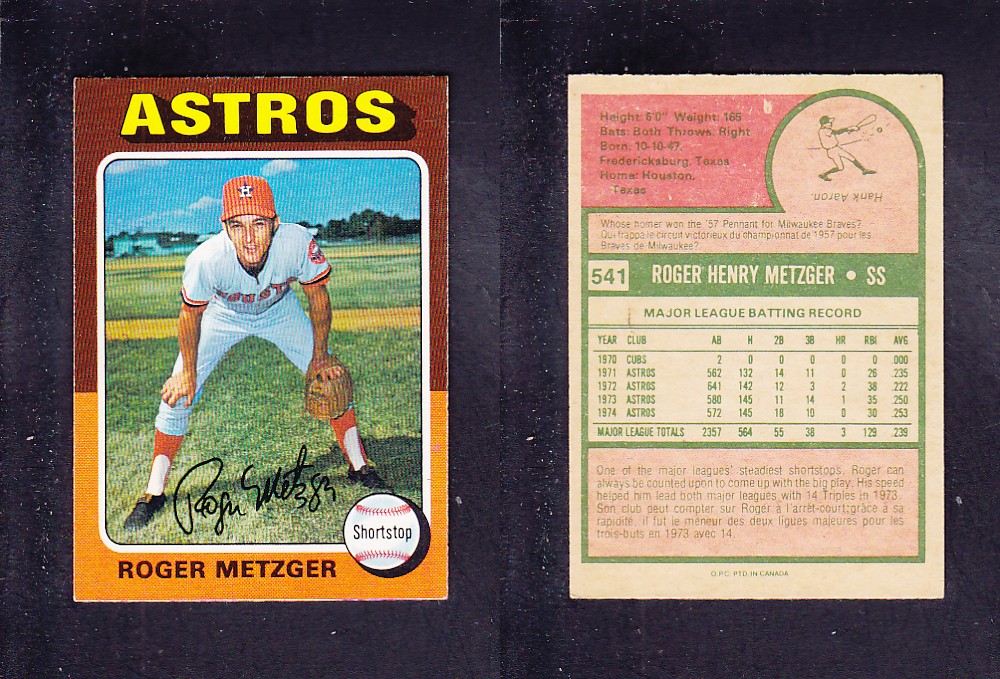 ASTROS
H
HOUSTON
Roger Metzger
Shortstop
ROGER METZGER
Height: 6'0" Weight: 165
Bats: Both Throws: Right
Born: 10-10-47,
Fredericksburg, Texas
Home: Houston,
Texas
Hank Aaron.
Whose homer won the '57 Pennant for Milwaukee Braves?
Qui frappa le circuit victorieux du championnat de 1957 pour les
Braves de Milwaukee?
541 ROGER HENRY METZGER • SS
MAJOR LEAGUE BATTING RECORD
YEAR CLUB AB H 2B 3B HR RBI AVG
1970 CUBS 2 0 0 0 0 0 .000
1971 ASTROS 562 132 14 11 0 26 .235
1972 ASTROS 641 142 12 3 2 38 .222
1973 ASTROS 580 145 11 14 1 35 .250
1974 ASTROS 572 145 18 10 0 30 .253
MAJOR LEAGUE TOTALS 2357 564 55 38 3 129 .239
One of the major leagues' steadiest shortstops, Roger can
always be counted upon to come up with the big play. His speed
helped him lead both major leagues with 14 Triples in 1973.
Son club peut compter sur Roger à l'arrêt-court:grâce à sa
rapidité, il fut le meneur des deux ligues majeures pour les
trois-buts en 1973 avec 14.
O.P.C. PTD. IN CANADA